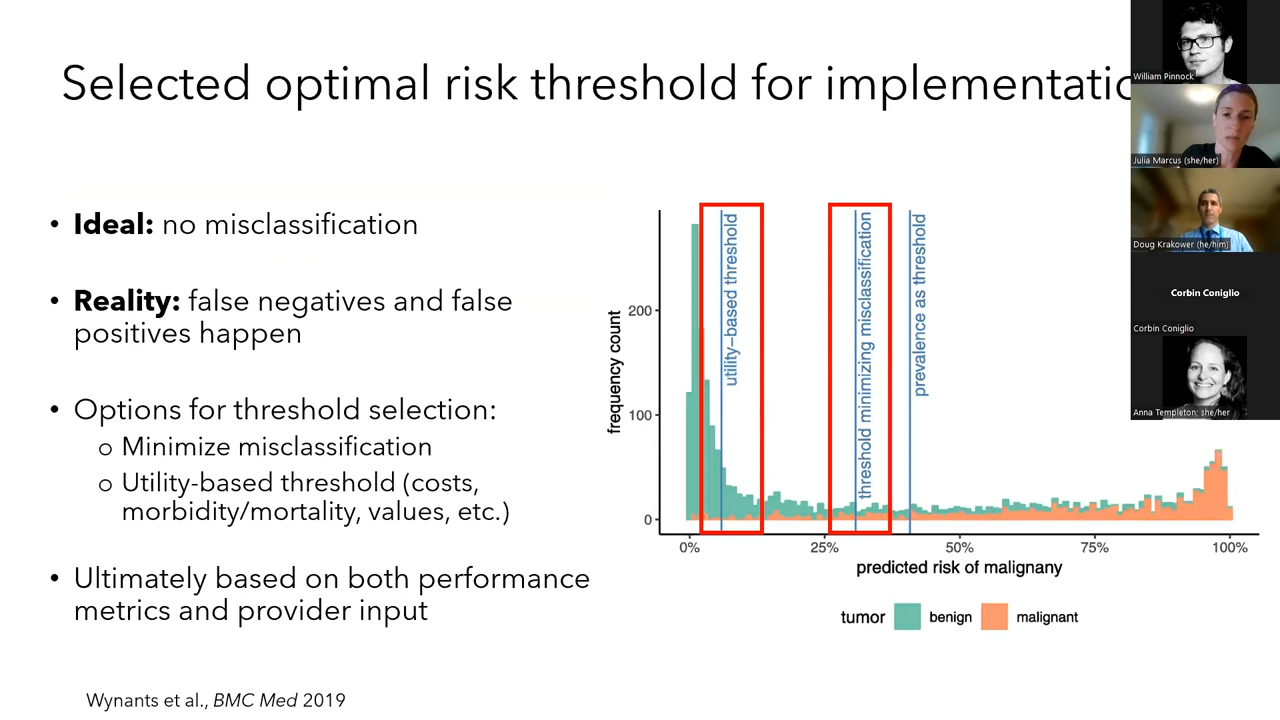 Selected optimal risk threshold for implementatio
• Ideal: no misclassification
• Reality: false negatives and false
positives happen
• Options for threshold selection:
o Minimize misclassification
o Utility-based threshold (costs,
morbidity/mortality, values, etc.)
• Ultimately based on both performance
metrics and provider input
Wynants et al., BMC Med 2019
frequency count
200
100
0
utility-based threshold
threshold minimizing misclassification
prevalence as threshold
0%
25%
50%
75%
100%
predicted risk of malignany
tumor
benign
malignant
William Pinnock
Julia Marcus (she/her)
Doug Krakower (he/him)
Corbin Coniglio
Corbin Coniglio
Anna Templeton: she/her